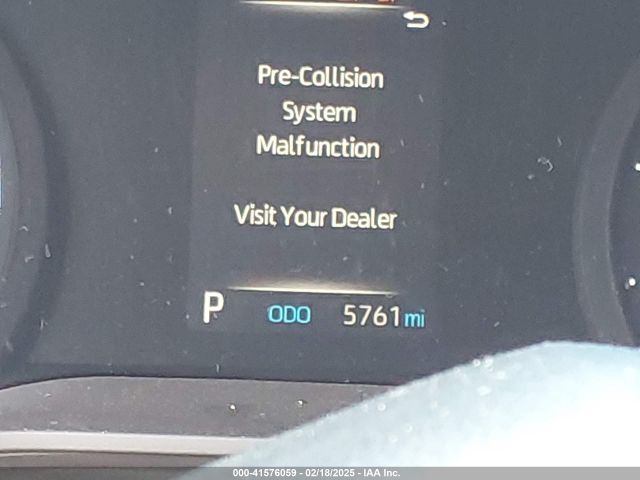 Pre-Collision
System
Malfunction
Visit Your Dealer
P ODO 5761 mi
000-41576059 - 02/18/2025 - IAA Inc.